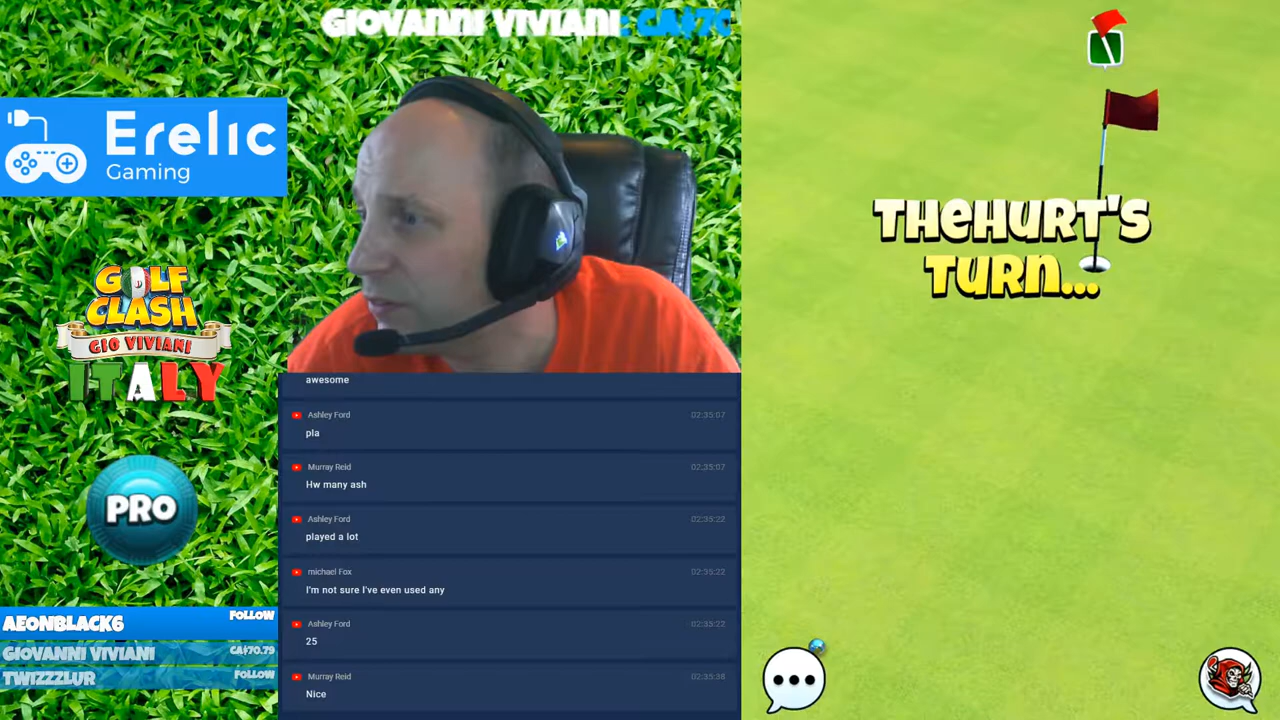 GIOVANNI VIVIANI: CA$70
Erelic
Gaming
GOLF
CLASH
GIO VIVIANI
ITALY
PRO
AEONBLACK6 FOLLOW
GIOVANNI VIVIANI CA$70.79
TWIZZZLUR FOLLOW
awesome
Ashley Ford 02:35:07
pla
Murray Reid 02:35:07
Hw many ash
Ashley Ford 02:35:22
played a lot
michael Fox 02:35:22
I'm not sure I've even used any
Ashley Ford 02:35:22
25
Murray Reid 02:35:38
Nice
THEHURT'S
TURN...